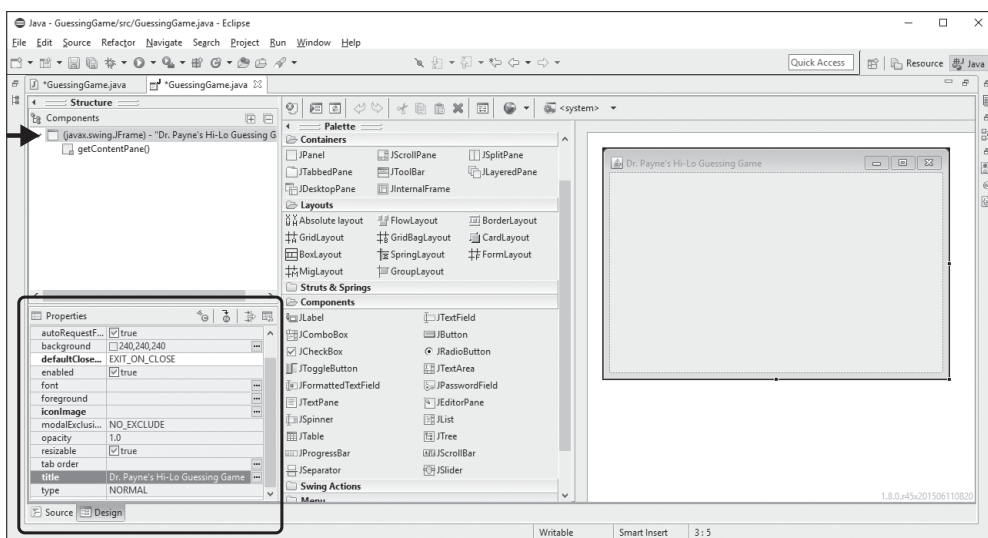 Java - GuessingGame/src/GuessingGame.java - Eclipse
File Edit Source Refactor Navigate Search Project Run Window Help
Quick Access Resource Java
*GuessingGame.java *GuessingGame.java
Structure
Components
(javax.swing.JFrame) - "Dr. Payne's Hi-Lo Guessing G
getContentPane()
Properties
autoRequestF... true
background 240,240,240
defaultClose... EXIT_ON_CLOSE
enabled true
font
foreground
iconImage
modalExclusi... NO_EXCLUDE
opacity 1.0
resizable true
tab order
title Dr. Payne's Hi-Lo Guessing Game
type NORMAL
Source Design
<system>
Palette
Containers
JPanel JScrollPane JSplitPane
JTabbedPane JToolBar JLayeredPane
JDesktopPane JInternalFrame
Layouts
Absolute layout FlowLayout BorderLayout
GridLayout GridBagLayout CardLayout
BoxLayout SpringLayout FormLayout
MigLayout GroupLayout
Struts & Springs
Components
JLabel JTextField
JComboBox JButton
JCheckBox JRadioButton
JToggleButton JTextArea
JFormattedTextField JPasswordField
JTextPane JEditorPane
JSpinner JList
JTable JTree
JProgressBar JScrollBar
JSeparator JSlider
Swing Actions
Menu
Dr. Payne's Hi-Lo Guessing Game
1.8.0.r45x201506110820
Writable Smart Insert 3 : 5